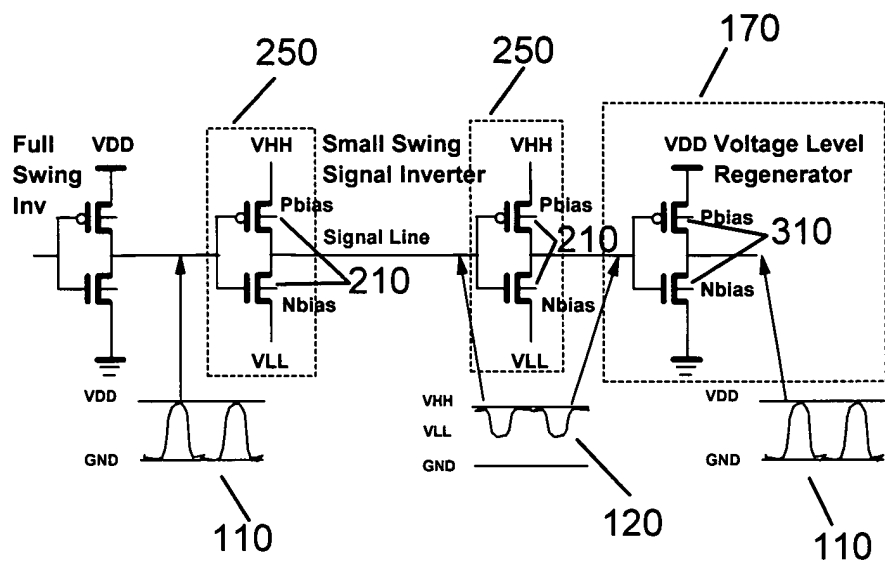 250
250
170
Full
Swing
Inv
VDD
VHH
Small Swing
Signal Inverter
VHH
VDD
Voltage Level
Regenerator
Pbias
Pbias
Pbias
Signal Line
210
210
310
Nbias
Nbias
Nbias
VLL
VLL
VDD
GND
VHH
VLL
GND
VDD
GND
110
120
110